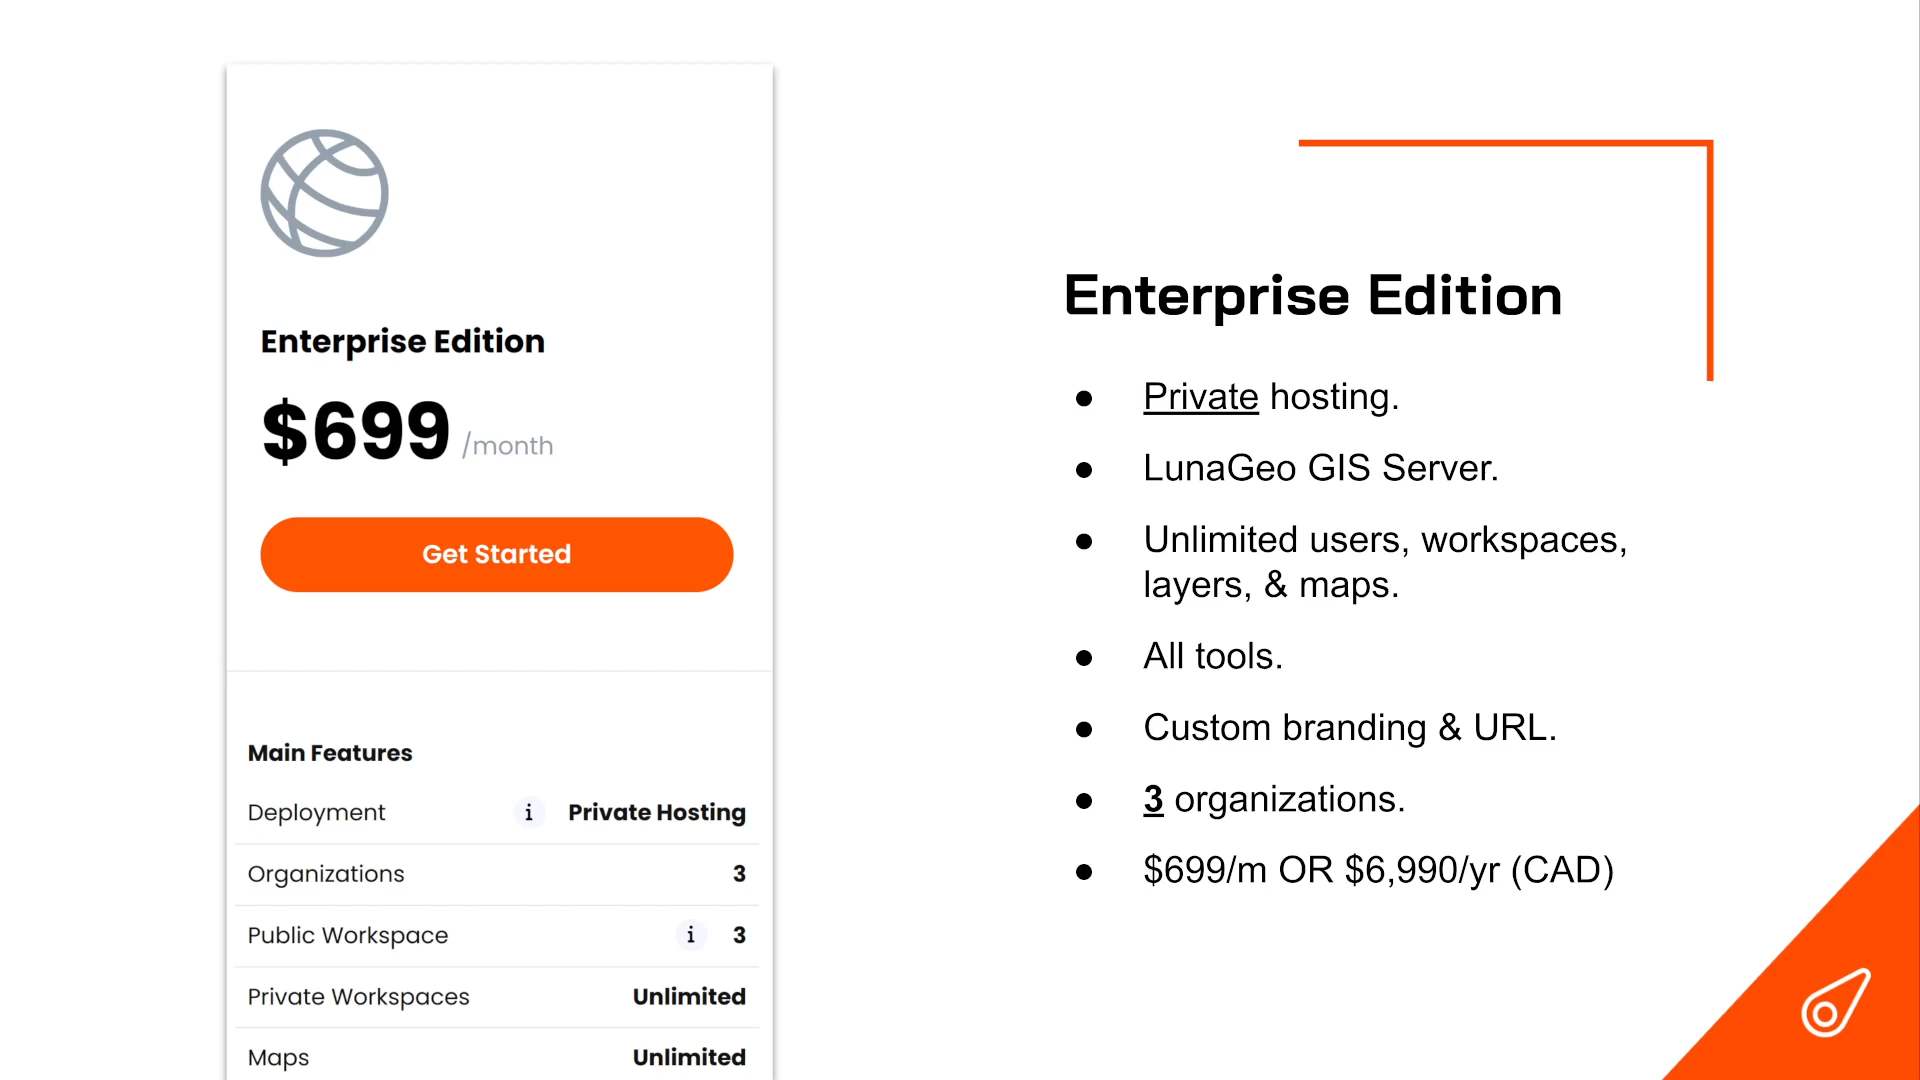 Enterprise Edition
$699 /month
Get Started
Main Features
Deployment i Private Hosting
Organizations 3
Public Workspace i 3
Private Workspaces Unlimited
Maps Unlimited
Enterprise Edition
● Private hosting.
● LunaGeo GIS Server.
● Unlimited users, workspaces,
layers, & maps.
● All tools.
● Custom branding & URL.
● 3 organizations.
● $699/m OR $6,990/yr (CAD)